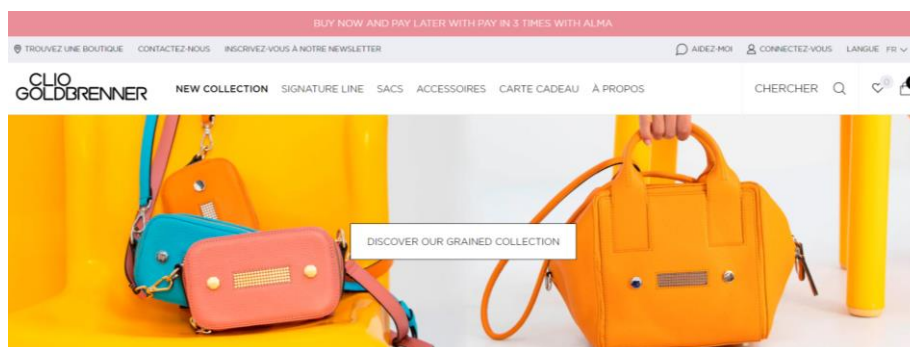 BUY NOW AND PAY LATER WITH PAY IN 3 TIMES WITH ALMA
TROUVEZ UNE BOUTIQUE CONTACTEZ-NOUS INSCRIVEZ-VOUS À NOTRE NEWSLETTER AIDEZ-MOI CONNECTEZ-VOUS LANGUE FR
CLIO
GOLDBRENNER
NEW COLLECTION SIGNATURE LINE SACS ACCESSOIRES CARTE CADEAU À PROPOS CHERCHER 0
DISCOVER OUR GRAINED COLLECTION